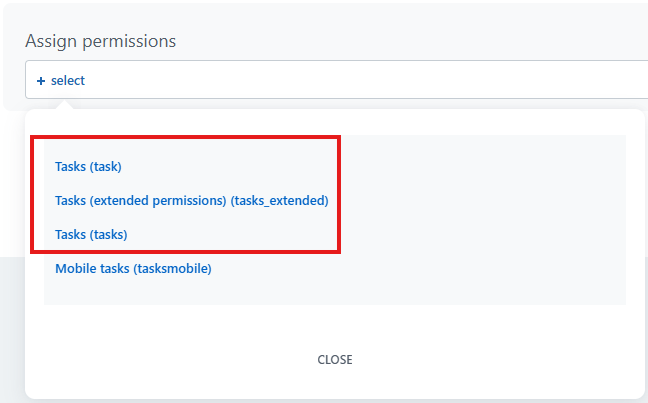 Assign permissions
+ select
Tasks (task)
Tasks (extended permissions) (tasks_extended)
Tasks (tasks)
Mobile tasks (tasksmobile)
CLOSE